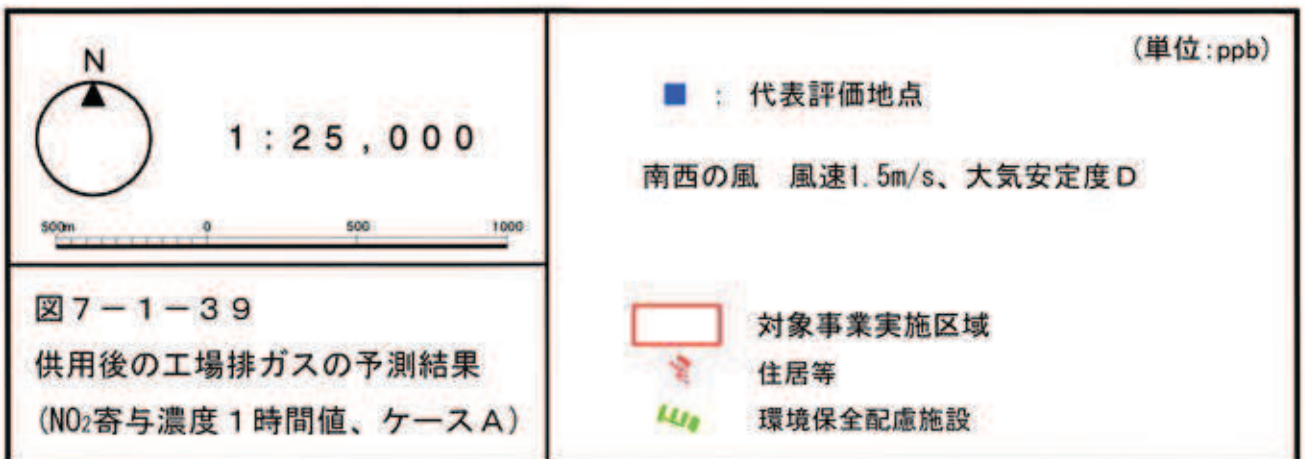 N
1:25,000
500m 0 500 1000
図7-1-39
供用後の工場排ガスの予測結果
(NO₂寄与濃度1時間値、ケースA)
(単位:ppb)
: 代表評価地点
南西の風 風速1.5m/s、大気安定度D
対象事業実施区域
住居等
環境保全配慮施設